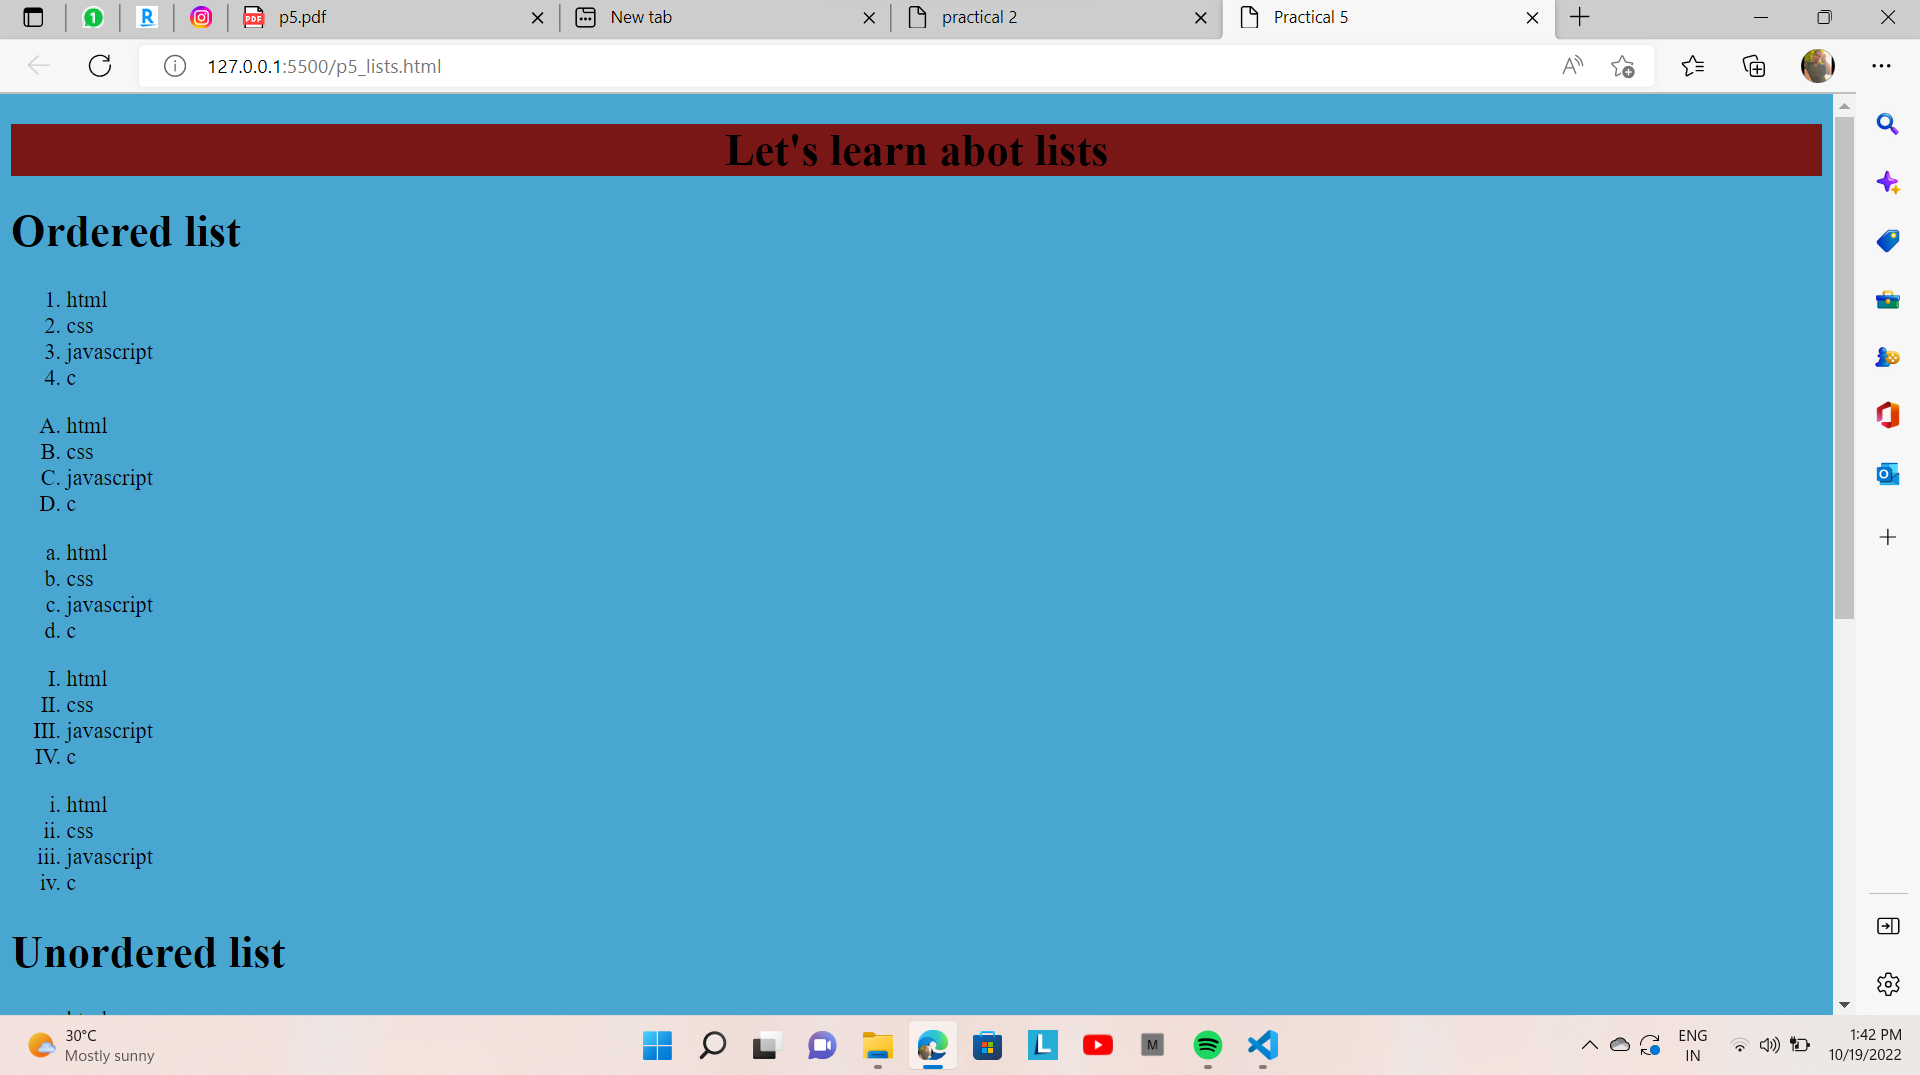 1
R
PDF
p5.pdf
New tab
practical 2
Practical 5
127.0.0.1:5500/p5_lists.html
Let's learn abot lists
Ordered list
1. html
2. css
3. javascript
4. c
A. html
B. css
C. javascript
D. c
a. html
b. css
c. javascript
d. c
I. html
II. css
III. javascript
IV. c
i. html
ii. css
iii. javascript
iv. c
Unordered list
30°C
Mostly sunny
L
M
ENG
IN
1:42 PM
10/19/2022